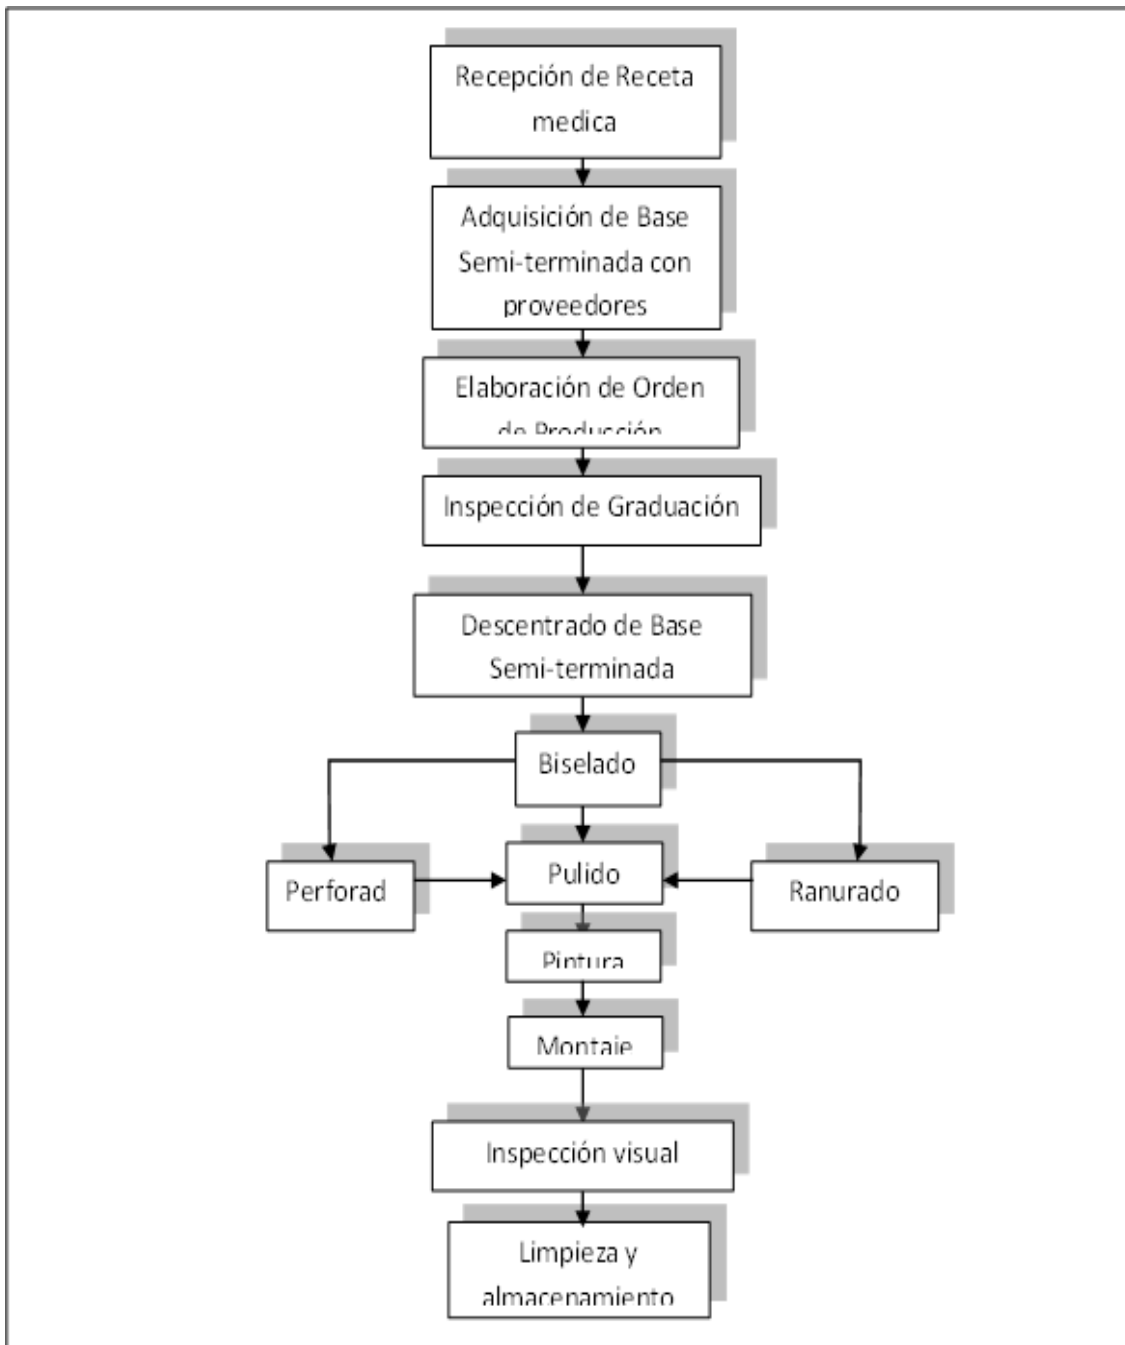 Recepción de Receta
medica
Adquisición de Base
Semi-terminada con
proveedores
Elaboración de Orden
de Producción
Inspección de Graduación
Descentrado de Base
Semi-terminada
Biselado
Perforad
Pulido
Ranurado
Pintura
Montaje
Inspección visual
Limpieza y
almacenamiento